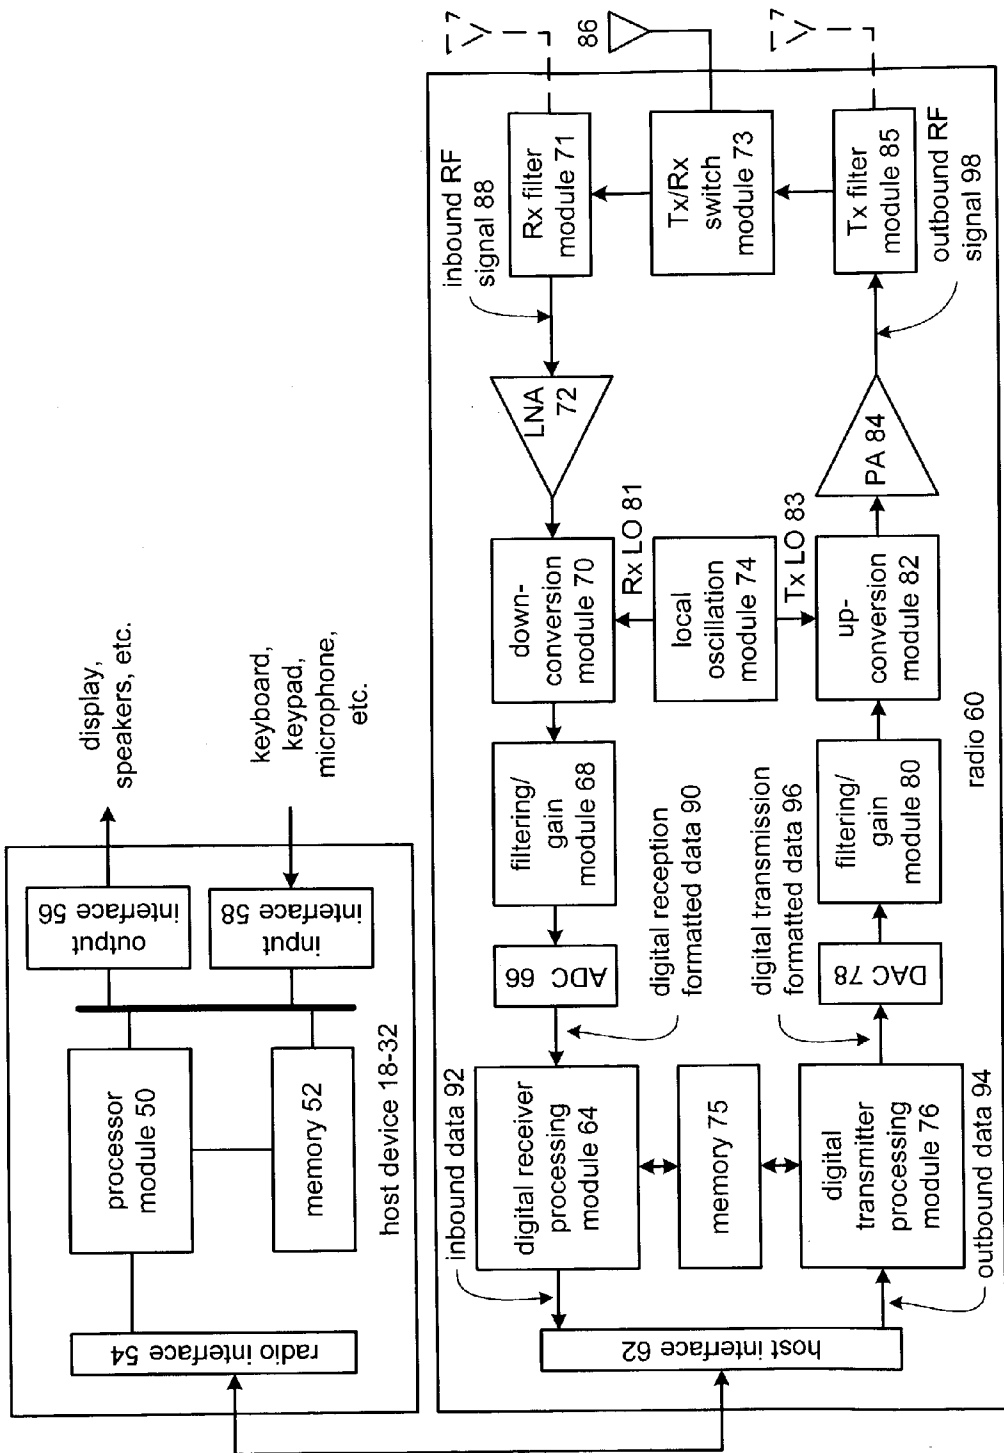 radio interface 54
processor
module 50
memory 52
output
interface 56
input
interface 58
display,
speakers, etc.
keyboard,
keypad,
microphone,
etc.
host device 18-32
host interface 62
inbound data 92
digital receiver
processing
module 64
digital reception
formatted data 90
ADC 66
filtering/
gain
module 68
down-
conversion
module 70
Rx LO 81
LNA
72
inbound RF
signal 88
Rx filter
module 71
memory 75
local
oscillation
module 74
Tx/Rx
switch
module 73
86
outbound data 94
digital
transmitter
processing
module 76
digital transmission
formatted data 96
DAC 78
filtering/
gain
module 80
up-
conversion
module 82
Tx LO 83
PA 84
outbound RF
signal 98
Tx filter
module 85
radio 60